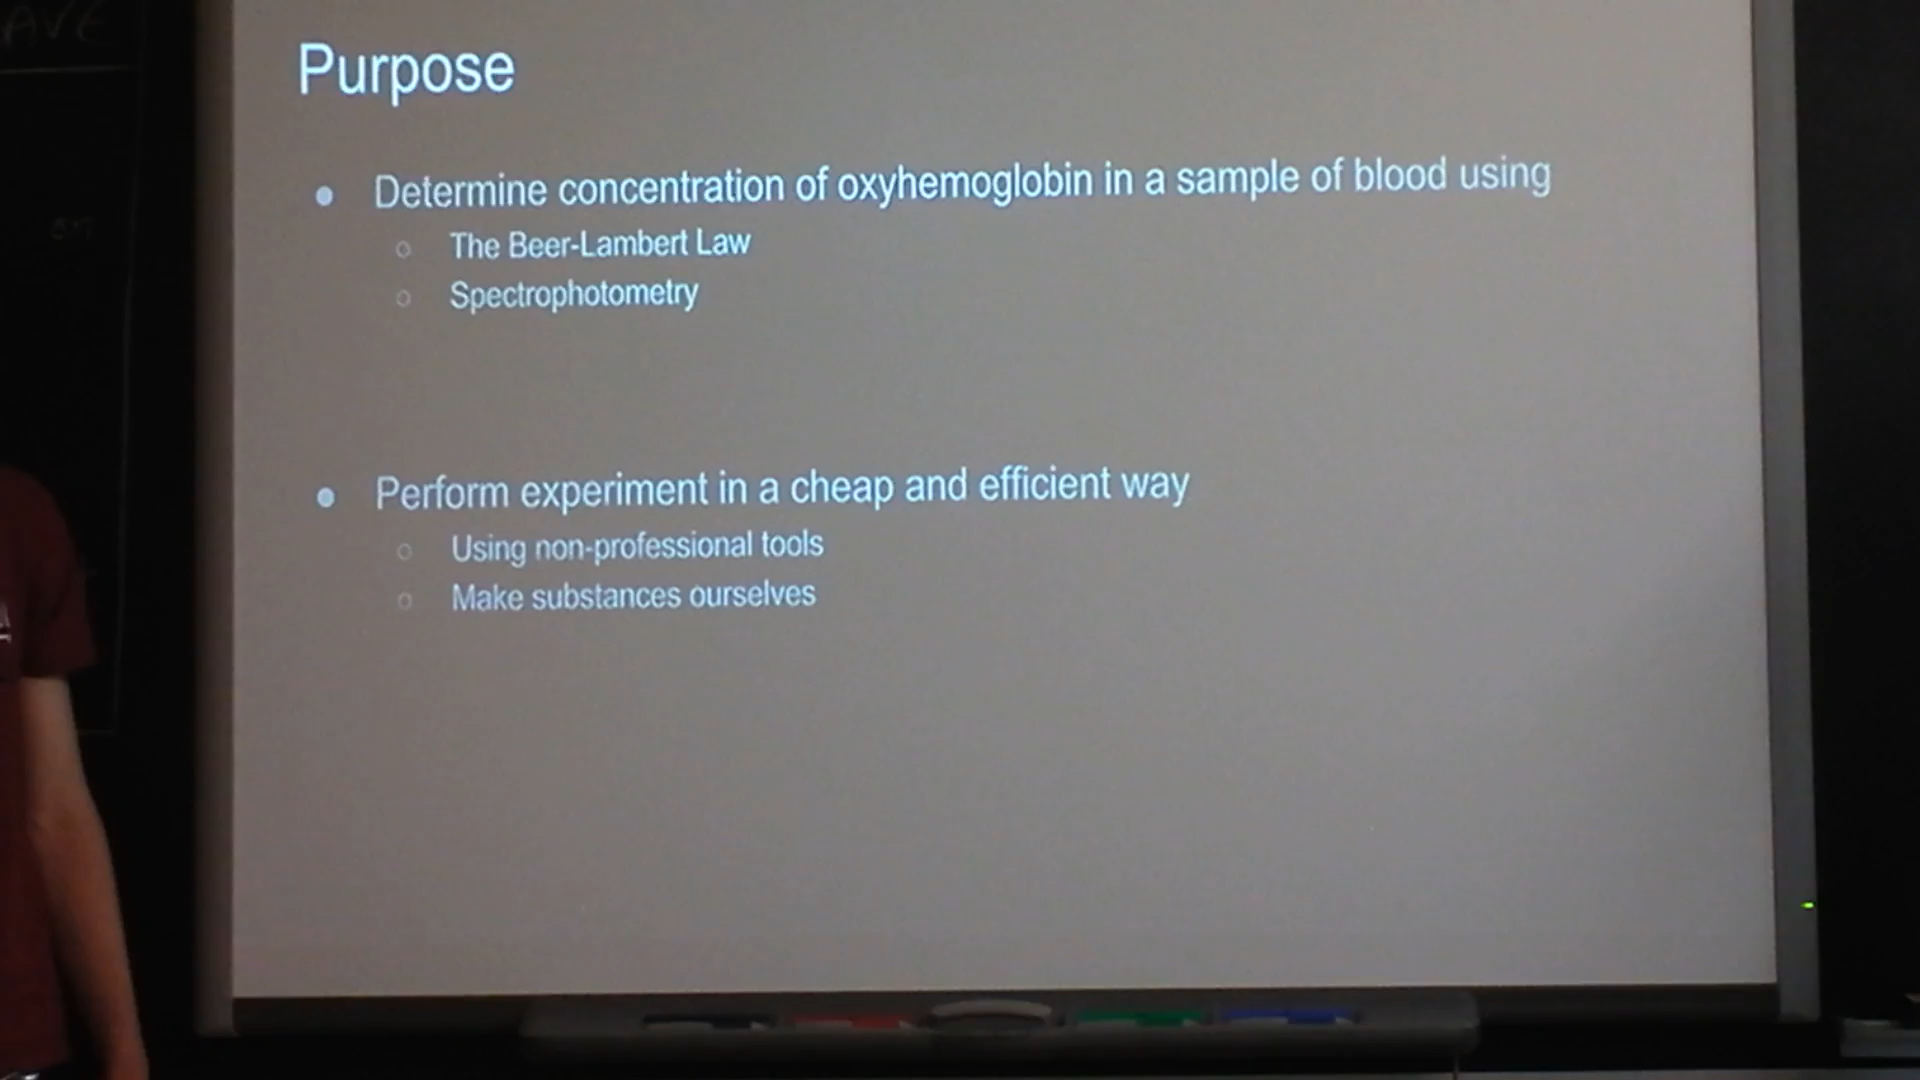 AVE
Purpose
● Determine concentration of oxyhemoglobin in a sample of blood using
○ The Beer-Lambert Law
○ Spectrophotometry
● Perform experiment in a cheap and efficient way
○ Using non-professional tools
○ Make substances ourselves